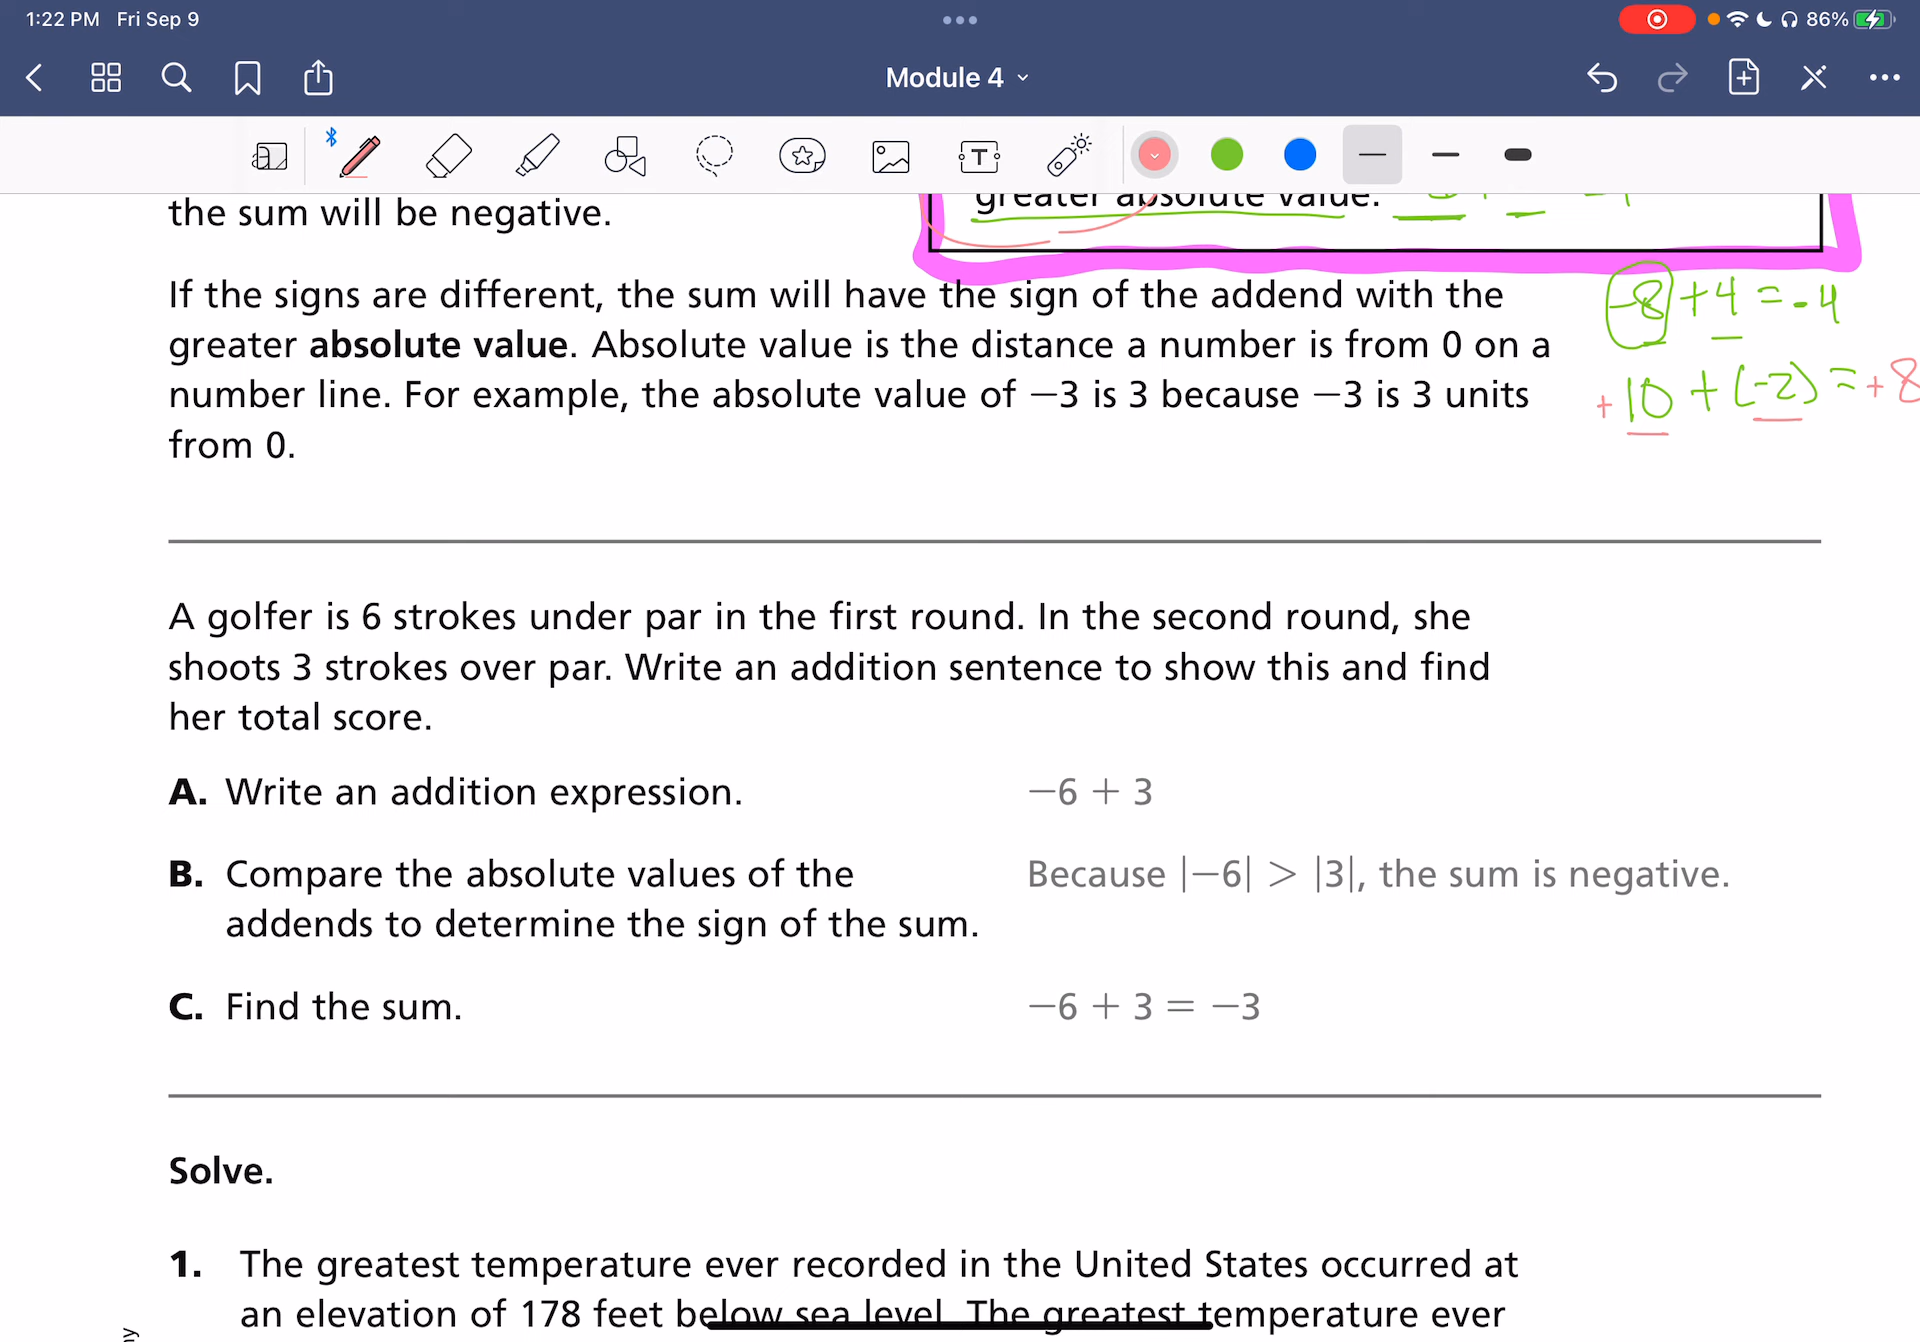 1:22 PM Fri Sep 9
86%
Module 4
T
the sum will be negative.
greater absolute value.
If the signs are different, the sum will have the sign of the addend with the
greater absolute value. Absolute value is the distance a number is from 0 on a
number line. For example, the absolute value of −3 is 3 because −3 is 3 units
from 0.
-8 + 4 = -4
+10 + (-2) = +8
A golfer is 6 strokes under par in the first round. In the second round, she
shoots 3 strokes over par. Write an addition sentence to show this and find
her total score.
A. Write an addition expression. −6 + 3
B. Compare the absolute values of the Because |−6| > |3|, the sum is negative.
addends to determine the sign of the sum.
C. Find the sum. −6 + 3 = −3
Solve.
1. The greatest temperature ever recorded in the United States occurred at
an elevation of 178 feet below sea level. The greatest temperature ever